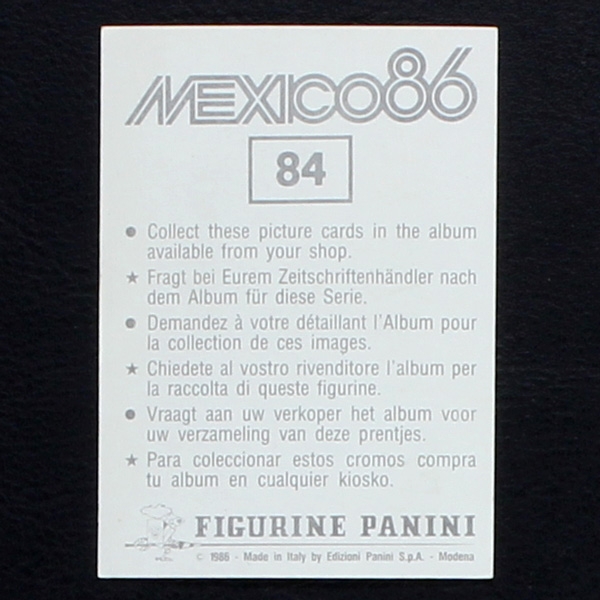 MEXICO86
84
● Collect these picture cards in the album
available from your shop.
★ Fragt bei Eurem Zeitschriftenhändler nach
dem Album für diese Serie.
● Demandez à votre détaillant l'Album pour
la collection de ces images.
★ Chiedete al vostro rivenditore l'album per
la raccolta di queste figurine.
● Vraagt aan uw verkoper het album voor
uw verzameling van deze prentjes.
★ Para coleccionar estos cromos compra
tu album en cualquier kiosko.
FIGURINE PANINI
© 1986 - Made in Italy by Edizioni Panini S.p.A. - Modena